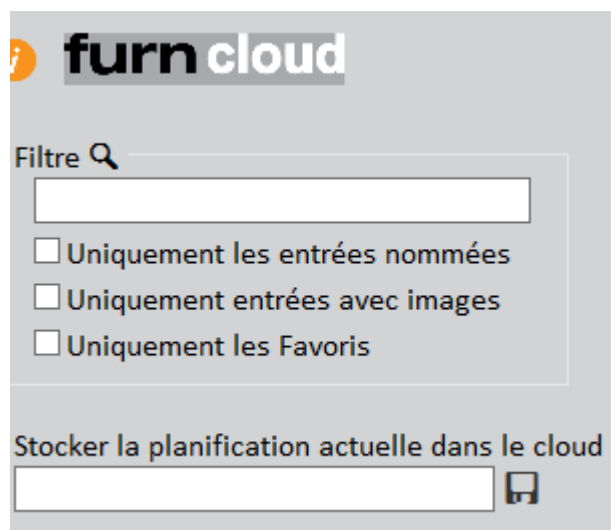 furn cloud
Filtre
Uniquement les entrées nommées
Uniquement entrées avec images
Uniquement les Favoris
Stocker la planification actuelle dans le cloud